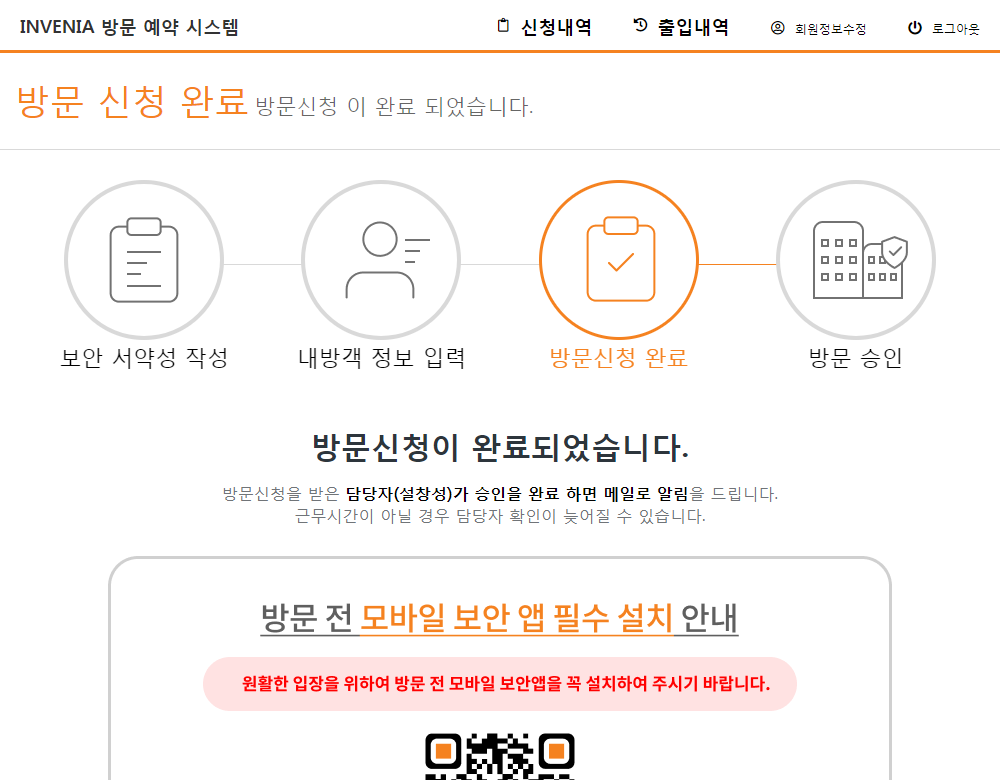 INVENIA 방문 예약 시스템
신청내역
출입내역
회원정보수정
로그아웃
방문 신청 완료 방문신청 이 완료 되었습니다.
보안 서약성 작성
내방객 정보 입력
방문신청 완료
방문 승인
방문신청이 완료되었습니다.
방문신청을 받은 담당자(설창성)가 승인을 완료 하면 메일로 알림을 드립니다.
근무시간이 아닐 경우 담당자 확인이 늦어질 수 있습니다.
방문 전 모바일 보안 앱 필수 설치 안내
원활한 입장을 위하여 방문 전 모바일 보안앱을 꼭 설치하여 주시기 바랍니다.